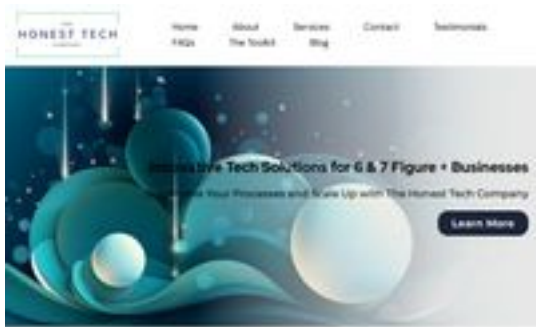 THE
HONEST TECH
COMPANY
Home About Services Contact Testimonials
FAQs The Toolkit Blog
Tech Solutions for 6 & 7 Figure + Businesses
Your Processes and Scale Up with The Honest Tech Company
Learn More